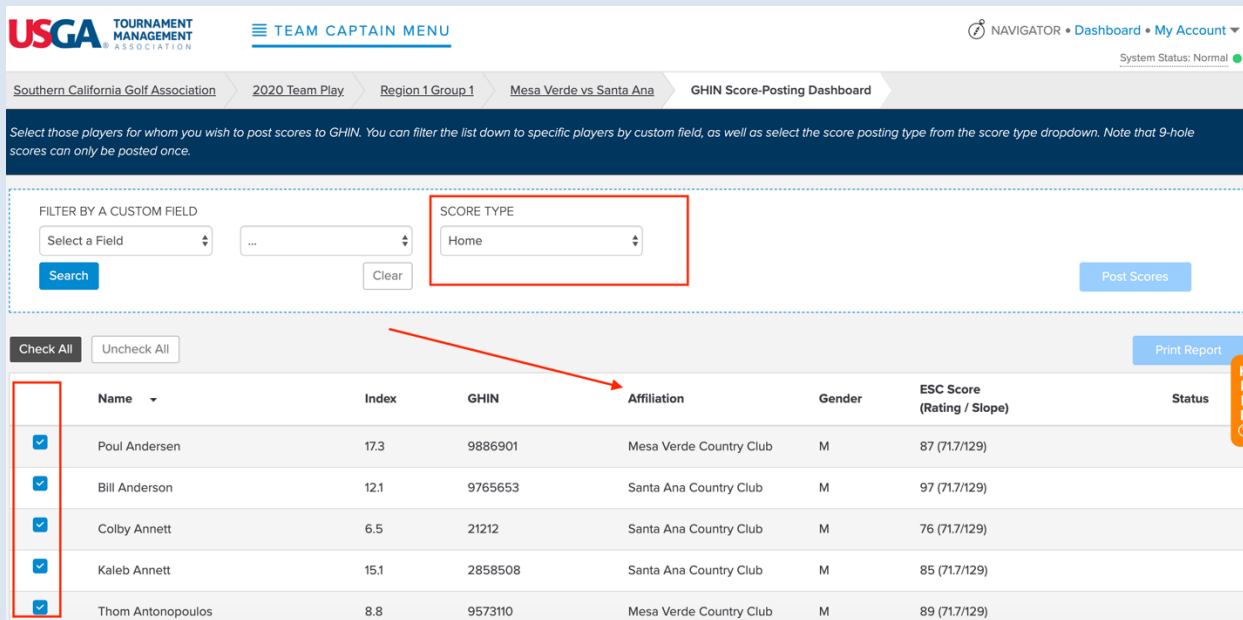 USGA® TOURNAMENT MANAGEMENT ASSOCIATION
TEAM CAPTAIN MENU
NAVIGATOR • Dashboard • My Account
System Status: Normal
Southern California Golf Association 2020 Team Play Region 1 Group 1 Mesa Verde vs Santa Ana GHIN Score-Posting Dashboard
Select those players for whom you wish to post scores to GHIN. You can filter the list down to specific players by custom field, as well as select the score posting type from the score type dropdown. Note that 9-hole
scores can only be posted once.
FILTER BY A CUSTOM FIELD SCORE TYPE
Select a Field ... Home
Search Clear Post Scores
Check All Uncheck All Print Report
Name Index GHIN Affiliation Gender ESC Score (Rating / Slope) Status
Poul Andersen 17.3 9886901 Mesa Verde Country Club M 87 (71.7/129)
Bill Anderson 12.1 9765653 Santa Ana Country Club M 97 (71.7/129)
Colby Annett 6.5 21212 Santa Ana Country Club M 76 (71.7/129)
Kaleb Annett 15.1 2858508 Santa Ana Country Club M 85 (71.7/129)
Thom Antonopoulos 8.8 9573110 Mesa Verde Country Club M 89 (71.7/129)